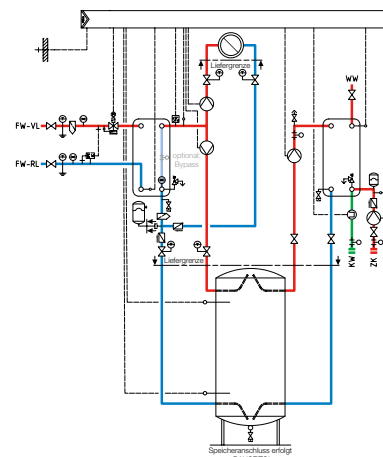 Liefergrenze
WW
FW-VL
FW-RL
optional
Bypass
Liefergrenze
KW
ZK
Speicheranschluss erfolgt